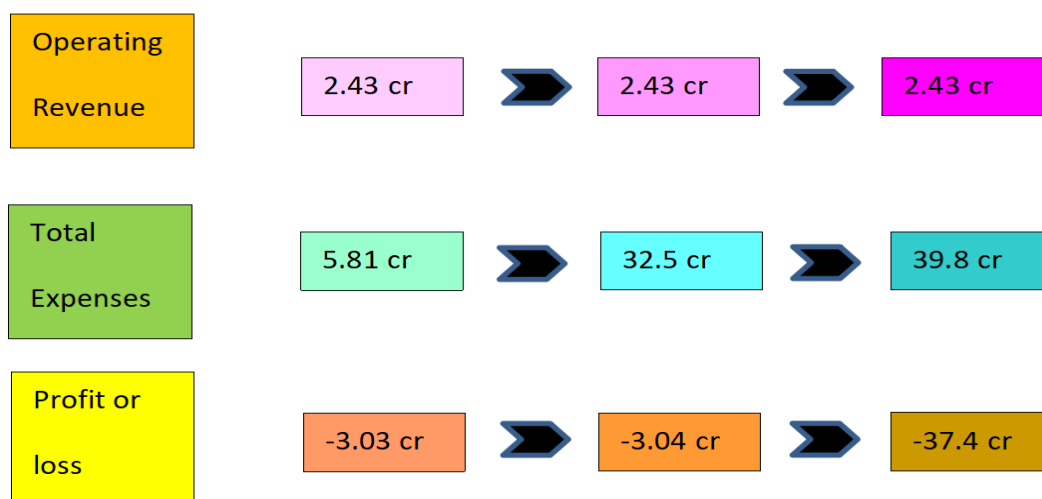 Operating
Revenue
2.43 cr
2.43 cr
2.43 cr
Total
Expenses
5.81 cr
32.5 cr
39.8 cr
Profit or
loss
-3.03 cr
-3.04 cr
-37.4 cr